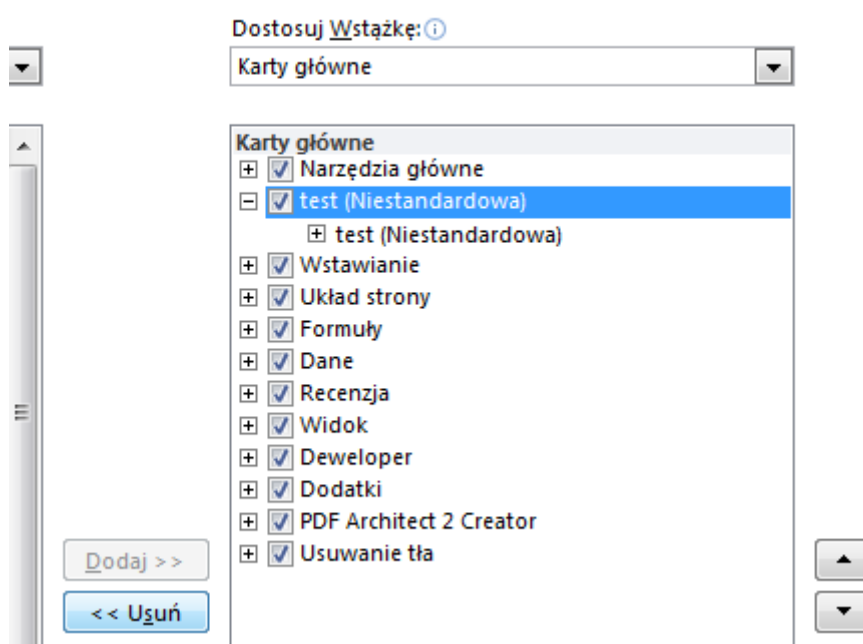 Dostosuj Wstążkę:
Karty główne
Karty główne
Narzędzia główne
test (Niestandardowa)
test (Niestandardowa)
Wstawianie
Układ strony
Formuły
Dane
Recenzja
Widok
Deweloper
Dodatki
PDF Architect 2 Creator
Usuwanie tła
Dodaj >>
<< Usuń